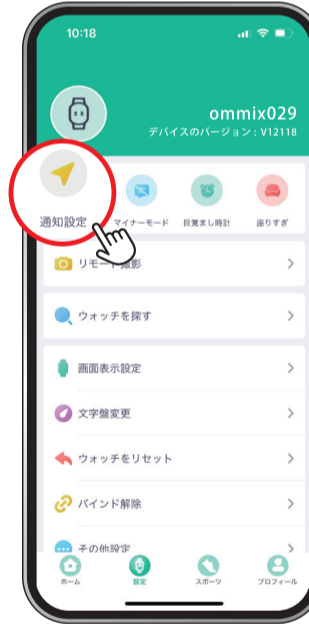 10:18
ommix029
デバイスのバージョン : V12118
通知設定
マイナーモード
目覚まし時計
座りすぎ
リモート撮影
ウォッチを探す
画面表示設定
文字盤変更
ウォッチをリセット
バインド解除
その他設定
ホーム
設定
スポーツ
プロフィール